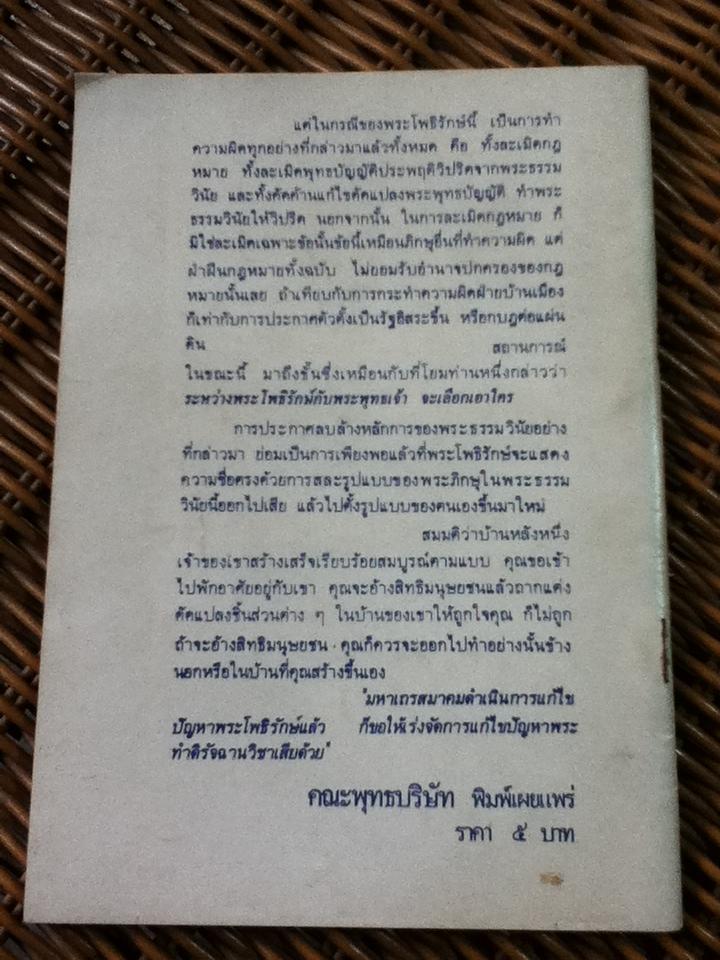 แต่ในกรณีของพระโพธิรักษ์นี้ เป็นการทำ
ความผิดทุกอย่างที่กล่าวมาแล้วทั้งหมด คือ ทั้งละเมิดกฎ
หมาย ทั้งละเมิดพุทธบัญญัติประพฤติวิปริตจากพระธรรม
วินัย และทั้งคัดค้านแก้ไขดัดแปลงพระพุทธบัญญัติ ทำพระ
ธรรมวินัยให้วิปริต นอกจากนั้น ในการละเมิดกฎหมาย ก็
มิใช่ละเมิดเฉพาะข้อนั้นข้อนี้เหมือนภิกษุอื่นที่ทำความผิด แต่
ฝ่าฝืนกฎหมายทั้งฉบับ ไม่ยอมรับอำนาจปกครองของกฎ
หมายนั้นเลย ถ้าเทียบกับการกระทำความผิดฝ่ายบ้านเมือง
ก็เท่ากับการประกาศตัวตั้งเป็นรัฐอิสระขึ้น หรือกบฎต่อแผ่น
ดิน
สถานการณ์
ในขณะนี้ มาถึงขั้นซึ่งเหมือนกับที่โยมท่านหนึ่งกล่าวว่า
ระหว่างพระโพธิรักษ์กับพระพุทธเจ้า จะเลือกเอาใคร
การประกาศลบล้างหลักการของพระธรรมวินัยอย่าง
ที่กล่าวมา ย่อมเป็นการเพียงพอแล้วที่พระโพธิรักษ์จะแสดง
ความซื่อตรงด้วยการสละรูปแบบของพระภิกษุในพระธรรม
วินัยนี้ออกไปเสีย แล้วไปตั้งรูปแบบของตนเองขึ้นมาใหม่
สมมติว่าบ้านหลังหนึ่ง
เจ้าของเขาสร้างเสร็จเรียบร้อยสมบูรณ์ตามแบบ คุณขอเข้า
ไปพักอาศัยอยู่กับเขา คุณจะอ้างสิทธิมนุษยชนแล้วถากแต่ง
ดัดแปลงชิ้นส่วนต่าง ๆ ในบ้านของเขาให้ถูกใจคุณ ก็ไม่ถูก
ถ้าจะอ้างสิทธิมนุษยชน คุณก็ควรจะออกไปทำอย่างนั้นข้าง
นอกหรือในบ้านที่คุณสร้างขึ้นเอง
"มหาเถรสมาคมดำเนินการแก้ไข
ปัญหาพระโพธิรักษ์แล้ว ก็ขอให้เร่งจัดการแก้ไขปัญหาพระ
ทำดิรัจฉานวิชาเสียด้วย"
คณะพุทธบริษัท พิมพ์เผยแพร่
ราคา ๕ บาท